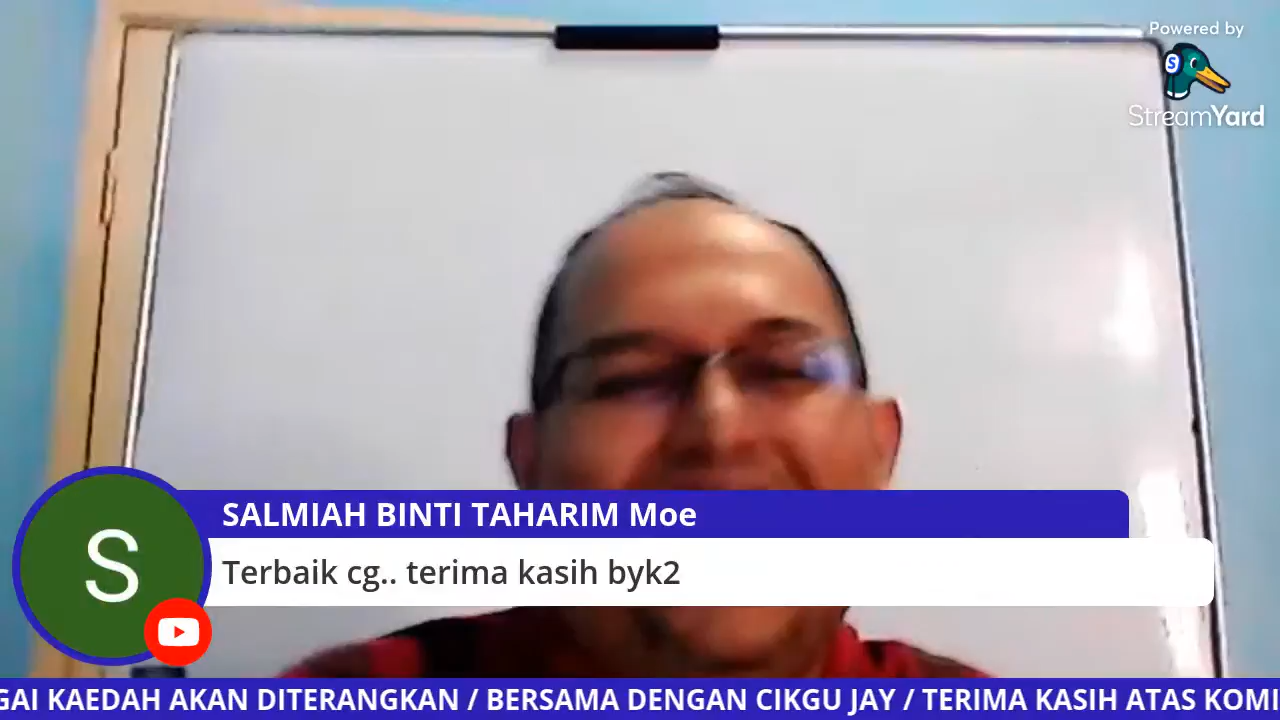 Powered by
S
StreamYard
SALMIAH BINTI TAHARIM Moe
S
Terbaik cg.. terima kasih byk2
GAI KAEDAH AKAN DITERANGKAN / BERSAMA DENGAN CIKGU JAY / TERIMA KASIH ATAS KOMI